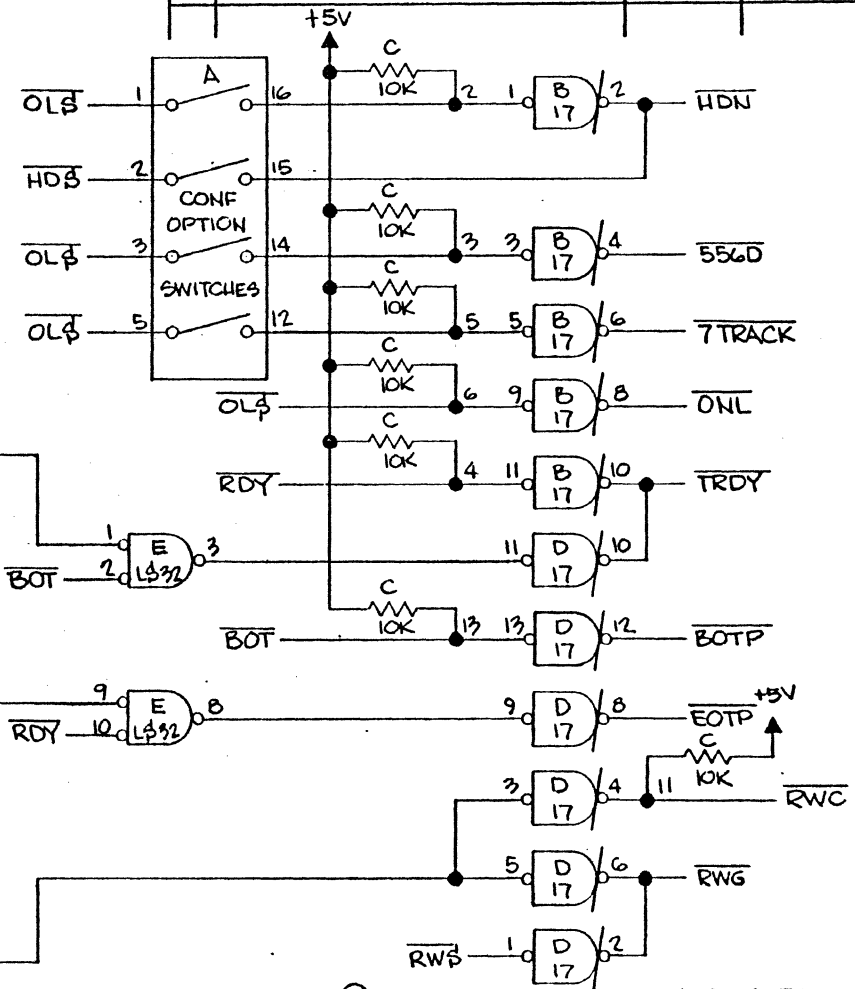 +5V
A
C
10K
OLS 1 16 2 1 B 17 2 HDN
HDS 2 15
CONF
OPTION
SWITCHES
C
10K
OLS 3 14 3 3 B 17 4 556D
C
10K
OLS 5 12 5 5 B 17 6 7TRACK
C
10K
OLS 6 9 B 17 8 ONL
C
10K
RDY 4 11 B 17 10 TRDY
1 E LS32 3 11 D 17 10
BOT 2
C
10K
BOT 13 13 D 17 12 BOTP
9 E LS32 8 9 D 17 8 EOTP
RDY 10
+5V
C
10K
3 D 17 4 11 RWC
5 D 17 6 RWG
RWS 1 D 17 2